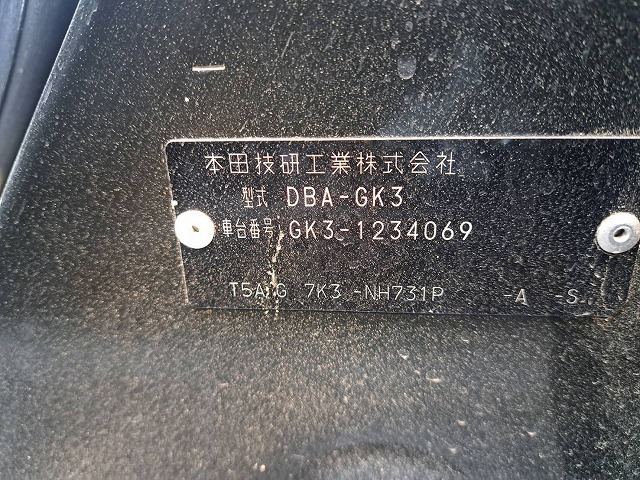 本田技研工業株式会社
型式 DBA-GK3
車台番号 GK3-1234069
7K3 -NH731P -A -S